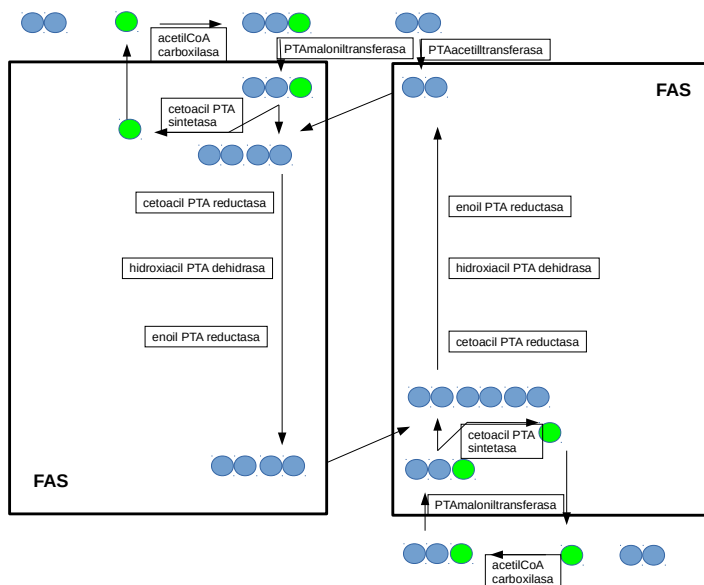 acetilCoA
carboxilasa
PTAmaloniltransferasa
PTAacetilltransferasa
FAS
cetoacil PTA
sintetasa
cetoacil PTA reductasa
enoil PTA reductasa
hidroxiacil PTA dehidrasa
hidroxiacil PTA dehidrasa
enoil PTA reductasa
cetoacil PTA reductasa
cetoacil PTA
sintetasa
FAS
PTAmaloniltransferasa
acetilCoA
carboxilasa